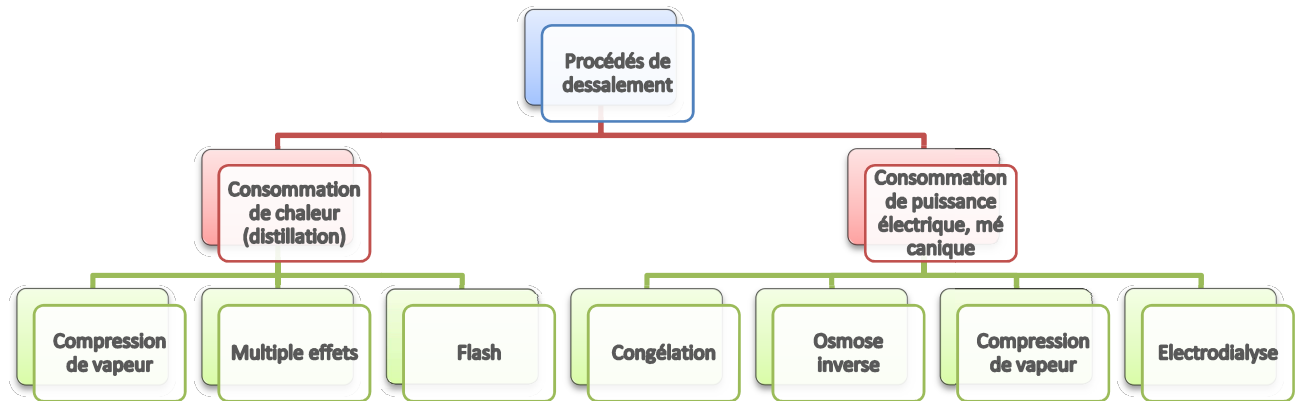 Procédés de
dessalement
Consommation
de chaleur
(distillation)
Consommation
de puissance
électrique, mé
canique
Compression
de vapeur
Multiple effets
Flash
Congélation
Osmose
inverse
Compression
de vapeur
Electrodialyse